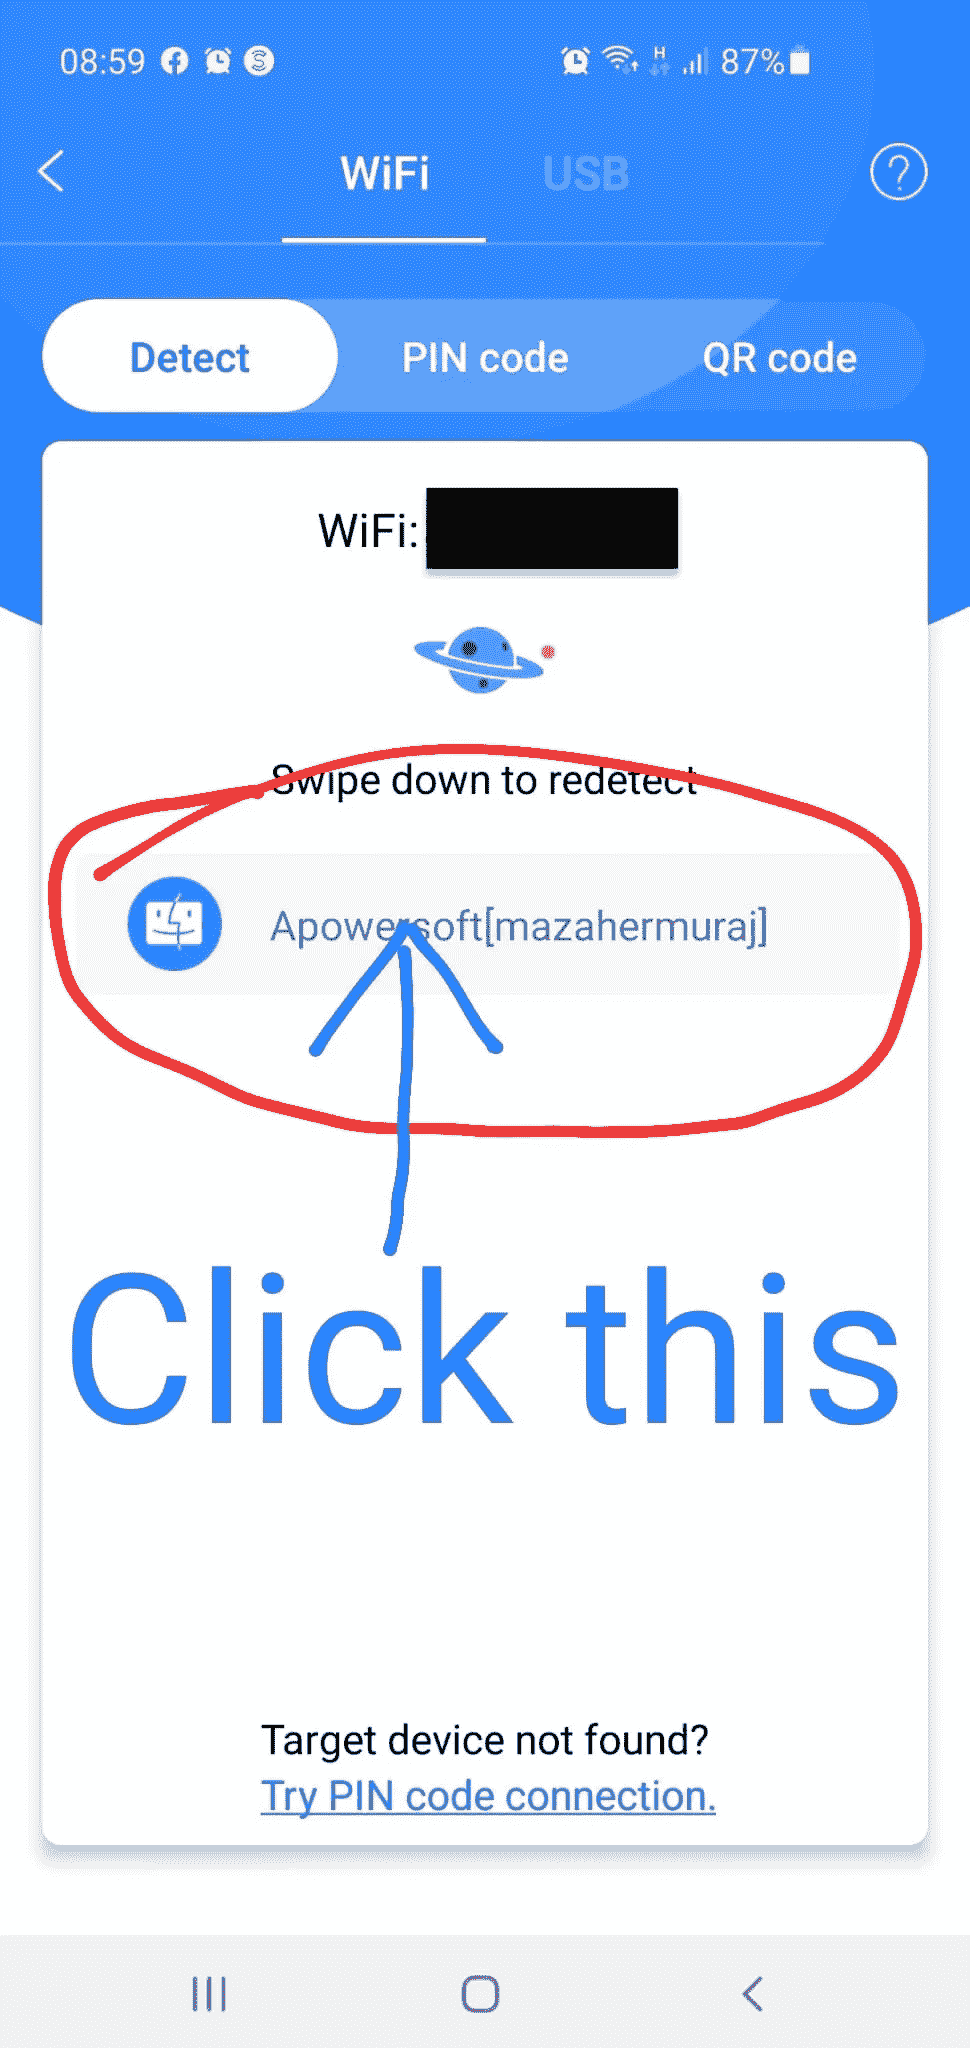 08:59 H 87%
WiFi USB
Detect PIN code QR code
WiFi:
Swipe down to redetect
Apowersoft[mazahermuraj]
Click this
Target device not found?
Try PIN code connection.